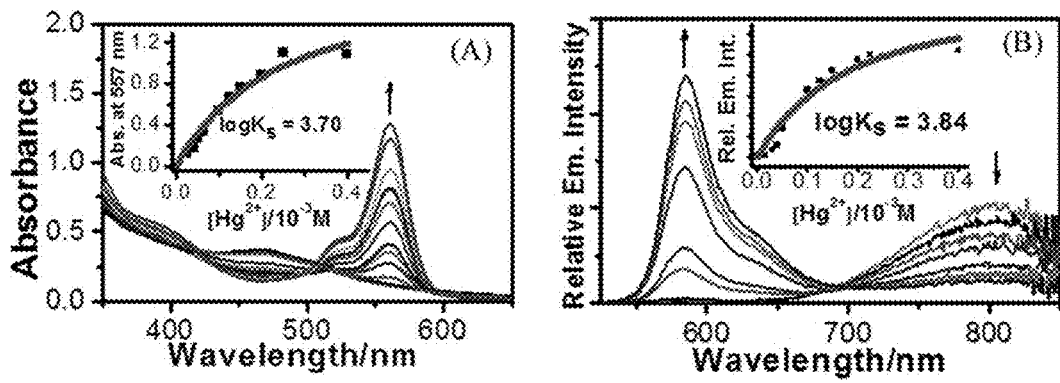 (A)
Absorbance
2.0
1.5
1.0
0.5
0.0
400 500 600
Wavelength/nm
Abs. at 557 nm
1.2
0.8
0.4
0.0
0.0 0.2 0.4
[Hg²⁺]/10⁻³M
logKₛ = 3.70
(B)
Relative Em. Intensity
600 700 800
Wavelength/nm
Rel. Em. Int.
0.0 0.1 0.2 0.3 0.4
[Hg²⁺]/10⁻³M
logKₛ = 3.84